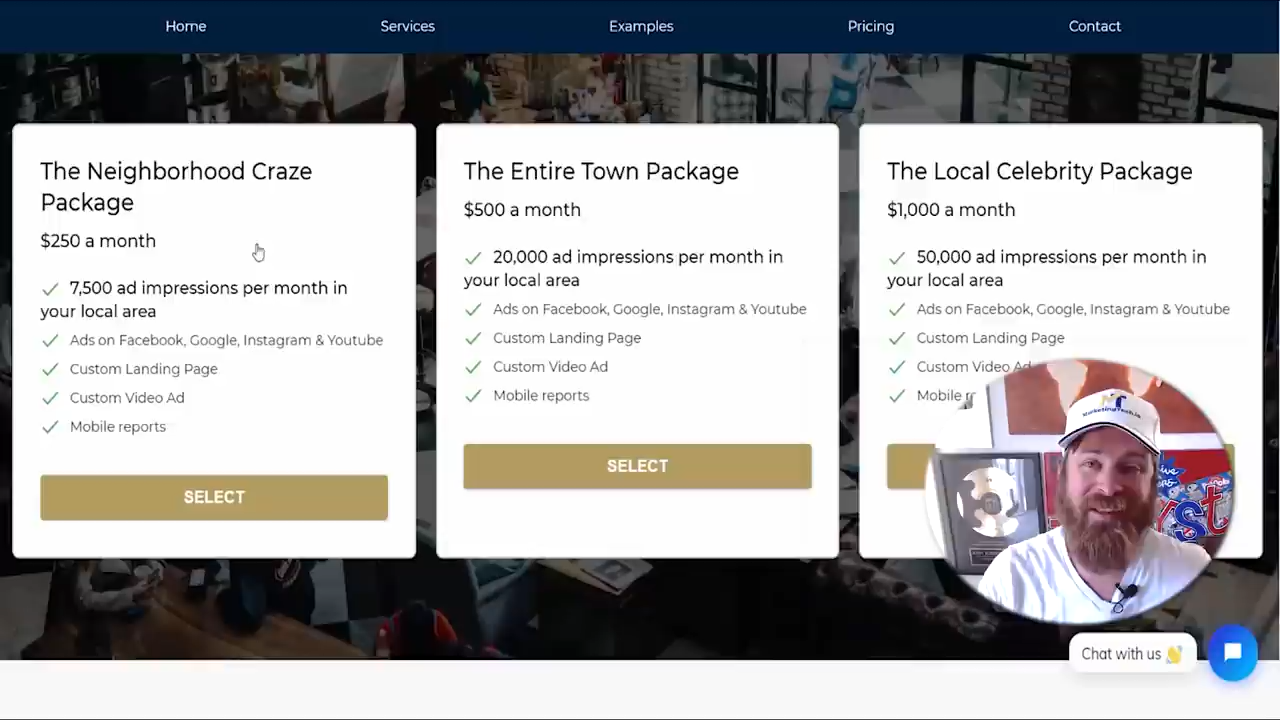 Home
Services
Examples
Pricing
Contact
The Neighborhood Craze
Package
$250 a month
7,500 ad impressions per month in
your local area
Ads on Facebook, Google, Instagram & Youtube
Custom Landing Page
Custom Video Ad
Mobile reports
SELECT
The Entire Town Package
$500 a month
20,000 ad impressions per month in
your local area
Ads on Facebook, Google, Instagram & Youtube
Custom Landing Page
Custom Video Ad
Mobile reports
SELECT
The Local Celebrity Package
$1,000 a month
50,000 ad impressions per month in
your local area
Ads on Facebook, Google, Instagram & Youtube
Custom Landing Page
Custom Video Ad
Mobile
Chat with us